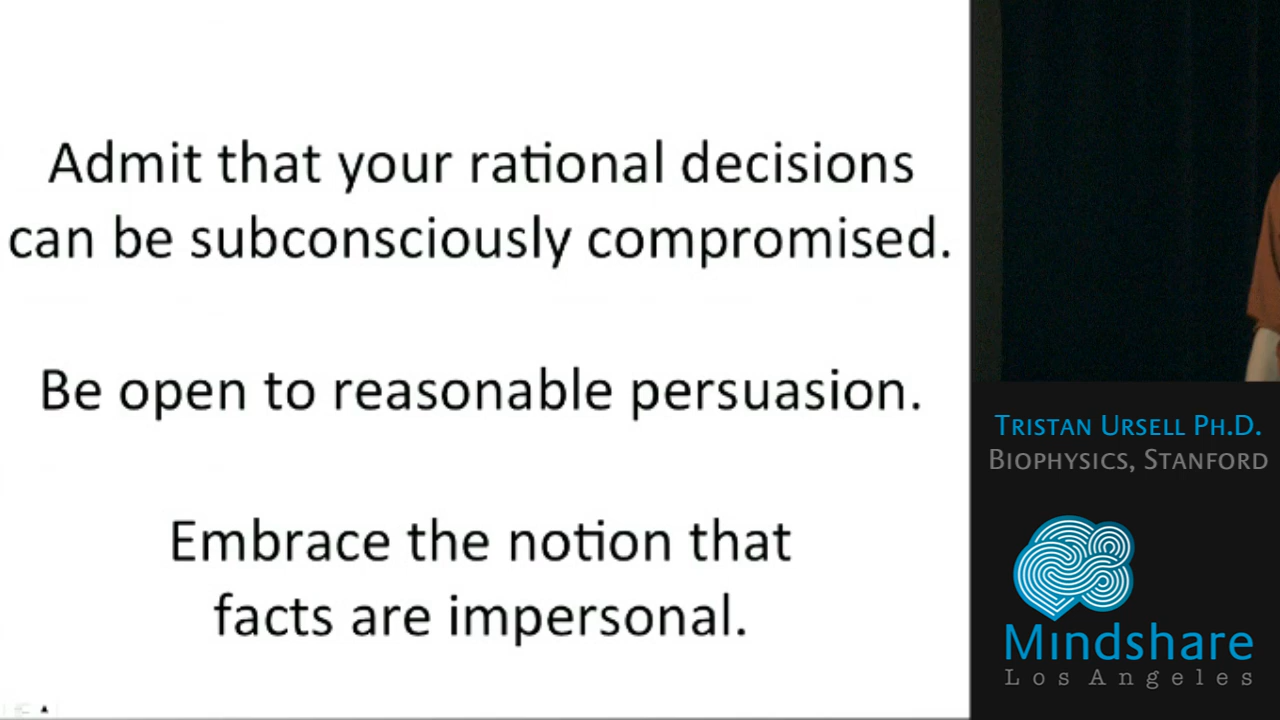 Admit that your rational decisions
can be subconsciously compromised.
Be open to reasonable persuasion.
Embrace the notion that
facts are impersonal.
Tristan Ursell Ph.D.
Biophysics, Stanford
Mindshare
Los Angeles